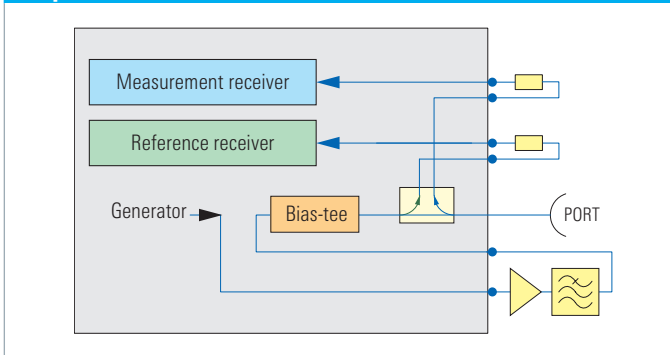 Measurement receiver
Reference receiver
Generator
Bias-tee
PORT